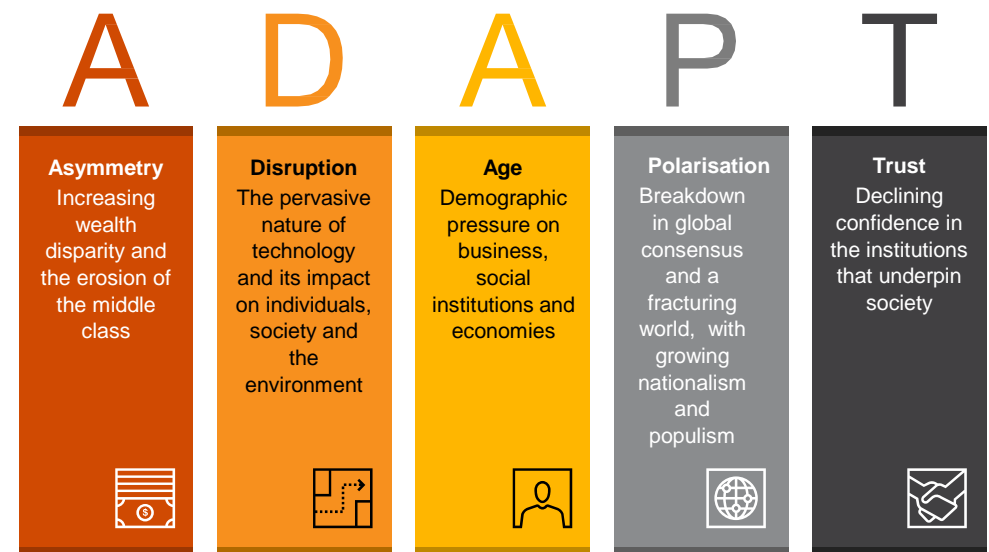 A
D
A
P
T
Asymmetry
Increasing
wealth
disparity and
the erosion of
the middle
class
$
Disruption
The pervasive
nature of
technology
and its impact
on individuals,
society and
the
environment
Age
Demographic
pressure on
business,
social
institutions and
economies
Polarisation
Breakdown
in global
consensus
and a
fracturing
world, with
growing
nationalism
and
populism
Trust
Declining
confidence in
the institutions
that underpin
society